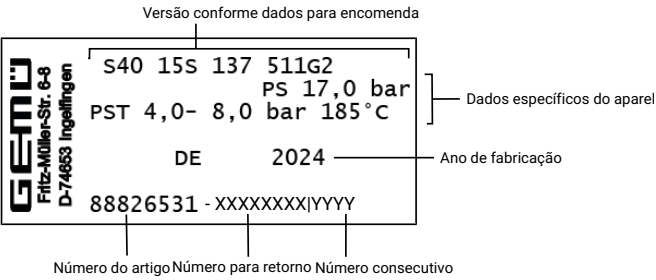 Versão conforme dados para encomenda
GEMÜ
Fritz-Müller-Str. 6-8
D-74653 Ingelfingen
S40 15S 137 511G2
PS 17,0 bar
PST 4,0- 8,0 bar 185°C
Dados específicos do aparel
DE 2024
Ano de fabricação
88826531 - XXXXXXXX|YYYY
Número do artigo Número para retorno Número consecutivo